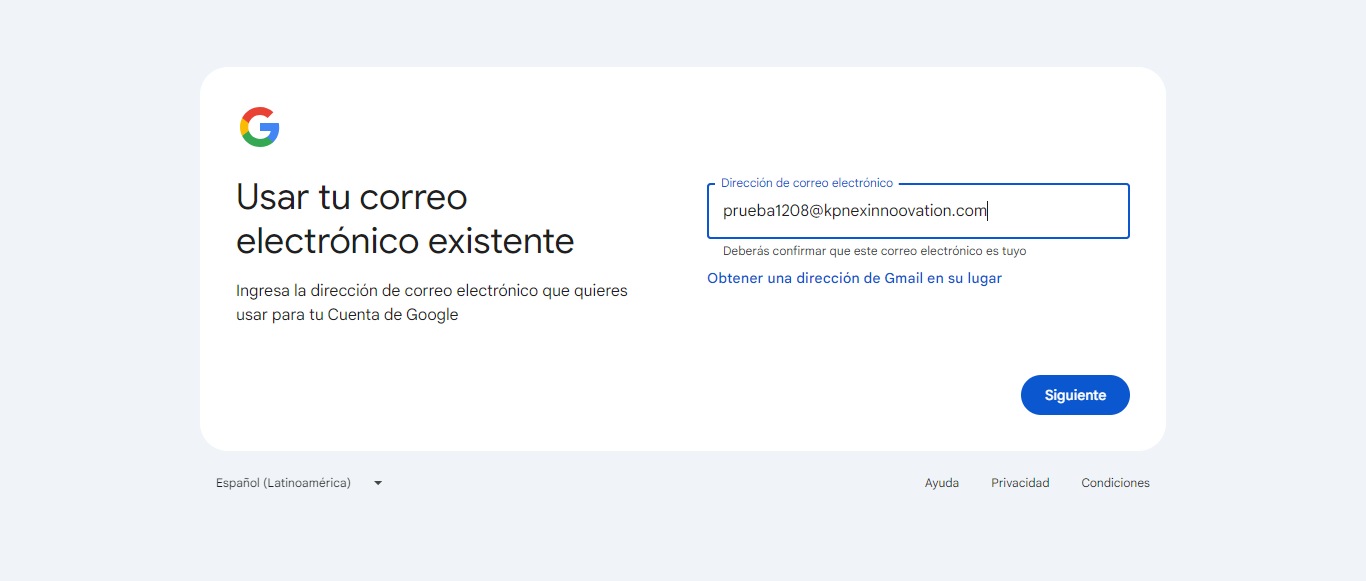 Usar tu correo
electrónico existente
Ingresa la dirección de correo electrónico que quieres
usar para tu Cuenta de Google
Dirección de correo electrónico
prueba1208@kpnexinnoovation.com
Deberás confirmar que este correo electrónico es tuyo
Obtener una dirección de Gmail en su lugar
Siguiente
Español (Latinoamérica)
Ayuda Privacidad Condiciones